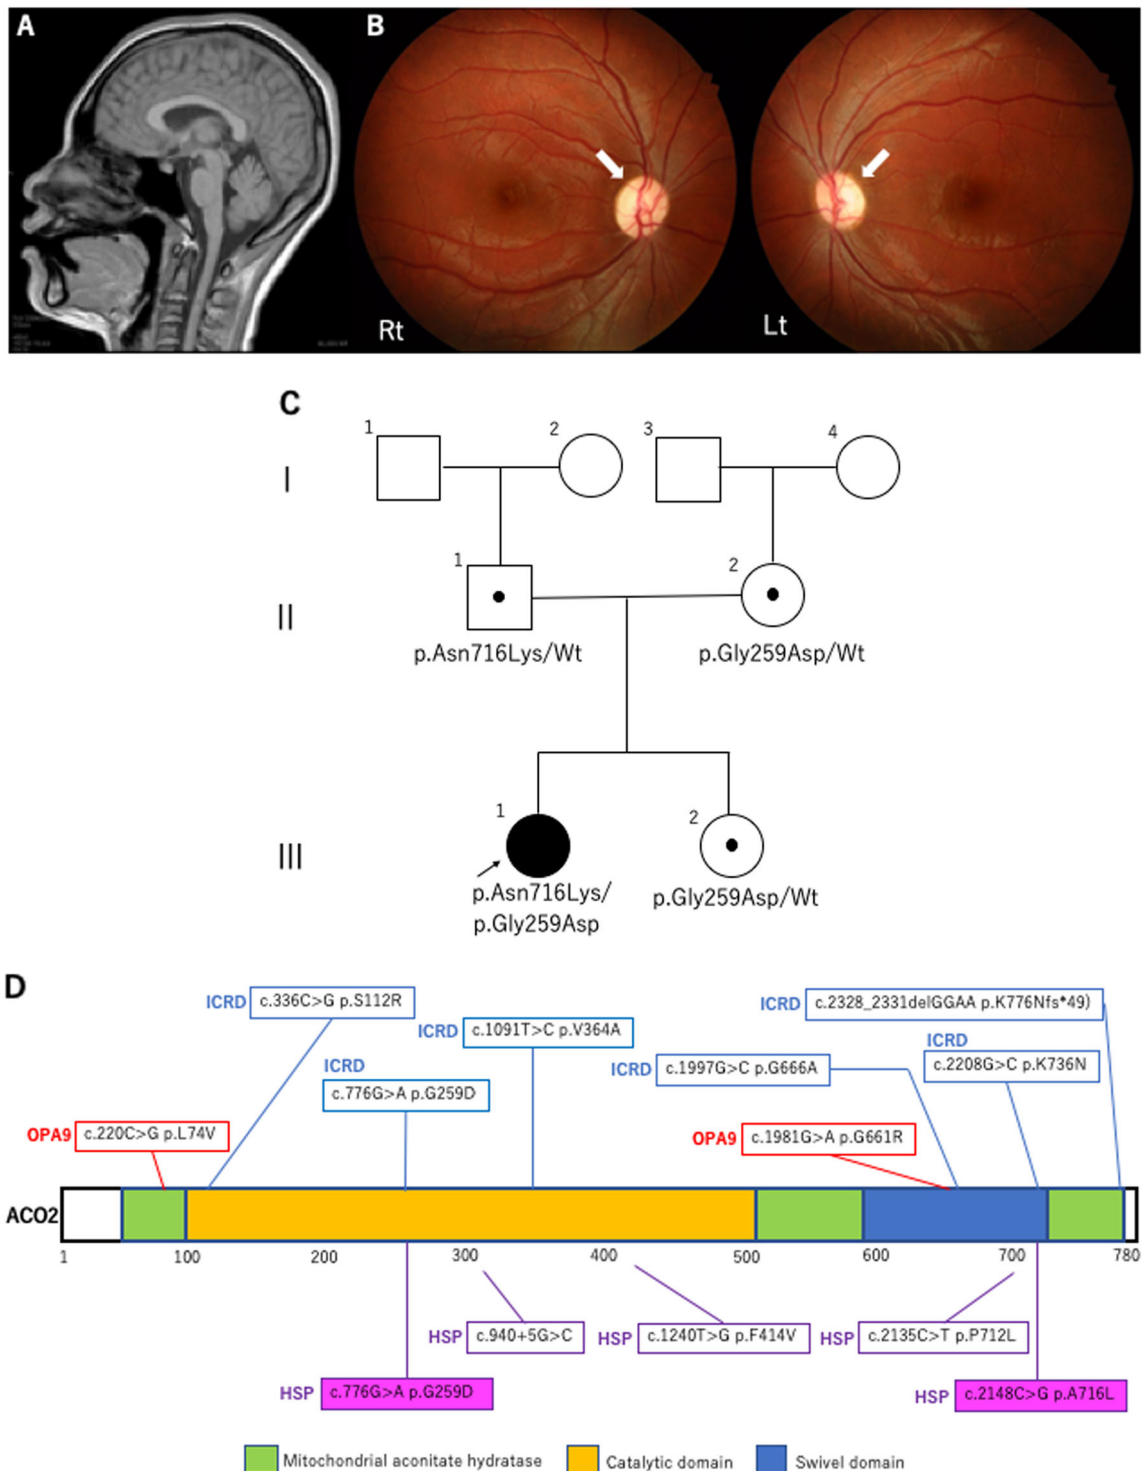 A
B
Rt
Lt
C
1
2
3
4
I
1
2
II
p.Asn716Lys/Wt
p.Gly259Asp/Wt
1
2
III
p.Asn716Lys/
p.Gly259Asp
p.Gly259Asp/Wt
D
ICRD c.336C>G p.S112R
ICRD c.2328_2331delGGAA p.K776Nfs*49)
ICRD c.1091T>C p.V364A
ICRD
c.2208G>C p.K736N
ICRD
c.776G>A p.G259D
ICRD c.1997G>C p.G666A
OPA9 c.220C>G p.L74V
OPA9 c.1981G>A p.G661R
ACO2
1 100 200 300 400 500 600 700 780
HSP c.940+5G>C
HSP c.1240T>G p.F414V
HSP c.2135C>T p.P712L
HSP c.776G>A p.G259D
HSP c.2148C>G p.A716L
Mitochondrial aconitate hydratase
Catalytic domain
Swivel domain